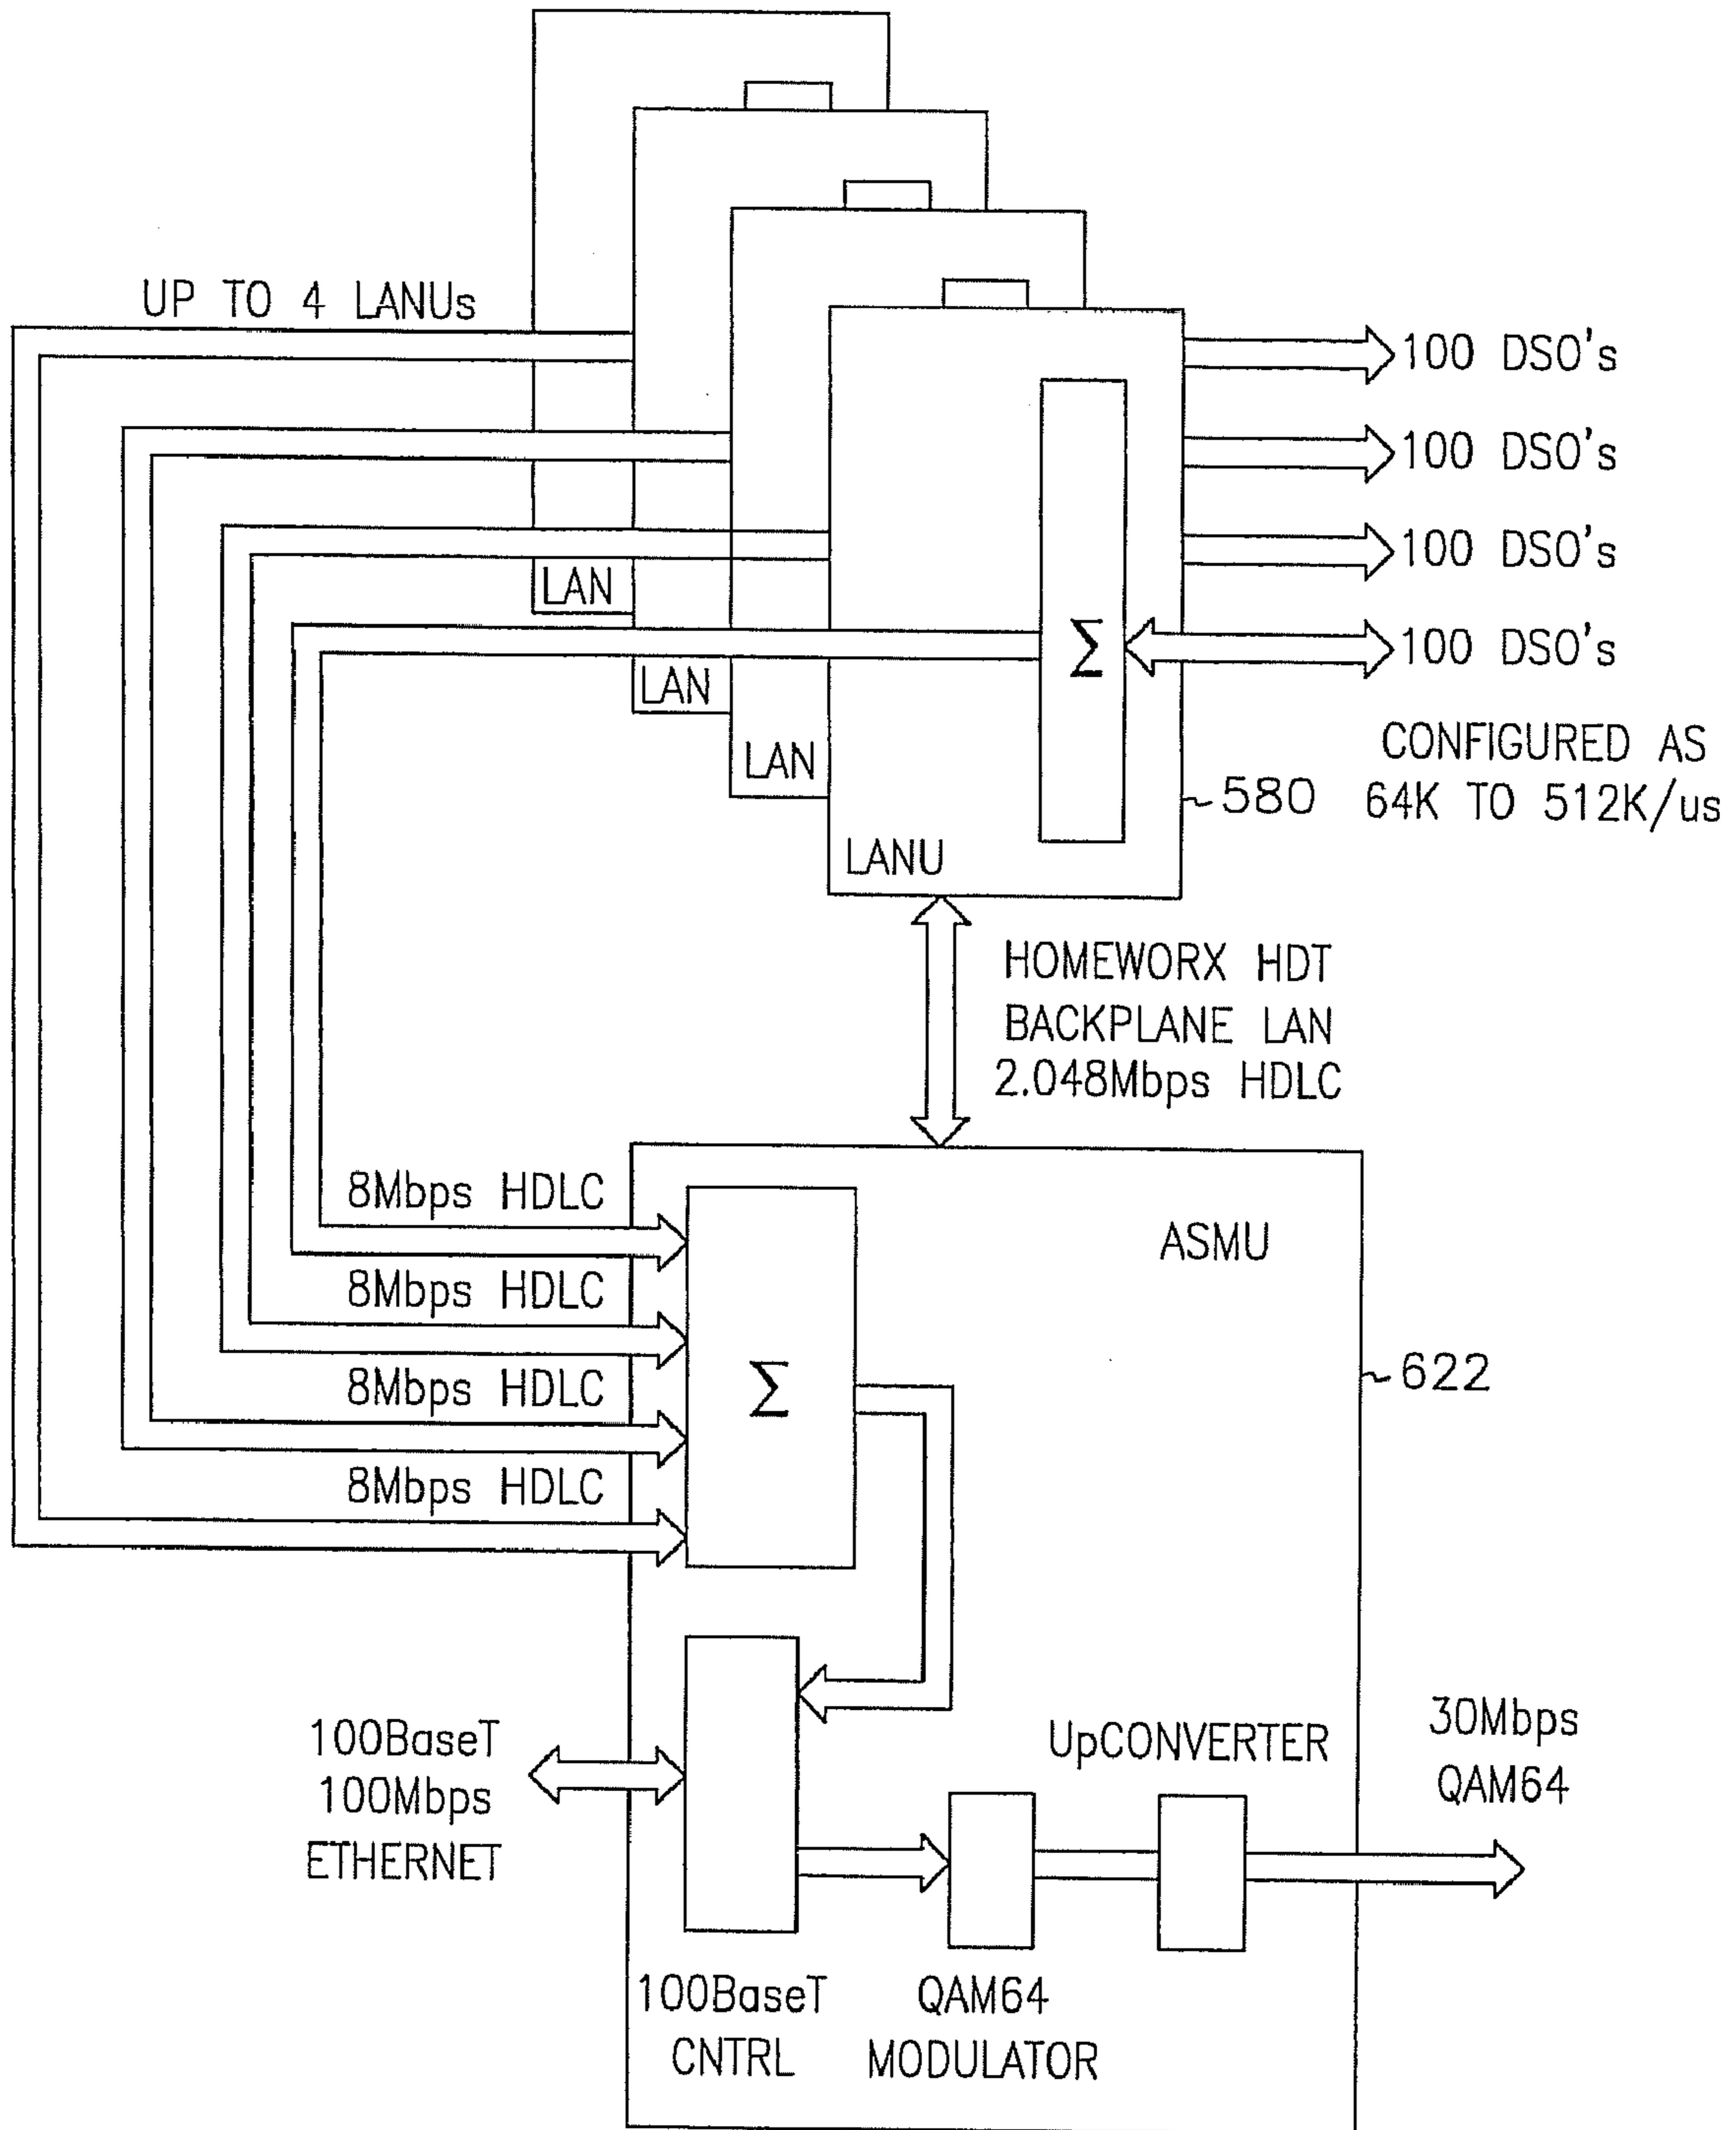 UP TO 4 LANUs
100 DSO's
100 DSO's
100 DSO's
LAN
Σ
100 DSO's
LAN
CONFIGURED AS
64K TO 512K/us
LAN
580
LANU
HOMEWORX HDT
BACKPLANE LAN
2.048Mbps HDLC
8Mbps HDLC
ASMU
8Mbps HDLC
622
8Mbps HDLC
Σ
8Mbps HDLC
100BaseT
100Mbps
ETHERNET
UpCONVERTER
30Mbps
QAM64
100BaseT
CNTRL
QAM64
MODULATOR